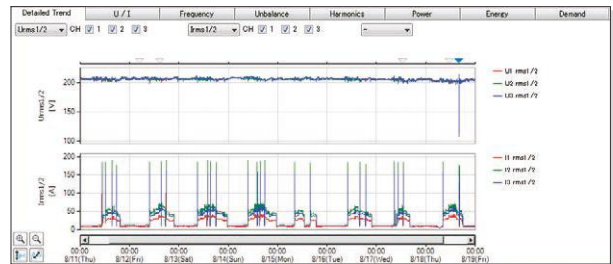 Detailed Trend U / I Frequency Unbalance Harmonics Power Energy Demand
Urms1/2 CH 1 2 3 Irms1/2 CH 1 2 3 -
200
150
100
Urms1/2
[V]
U1 rms1/2
U2 rms1/2
U3 rms1/2
200
150
100
50
0
Irms1/2
[A]
I1 rms1/2
I2 rms1/2
I3 rms1/2
00:00 00:00 00:00 00:00 00:00 00:00 00:00 00:00 00:00
8/11(Thu) 8/12(Fri) 8/13(Sat) 8/14(Sun) 8/15(Mon) 8/16(Tue) 8/17(Wed) 8/18(Thu) 8/19(Fri)